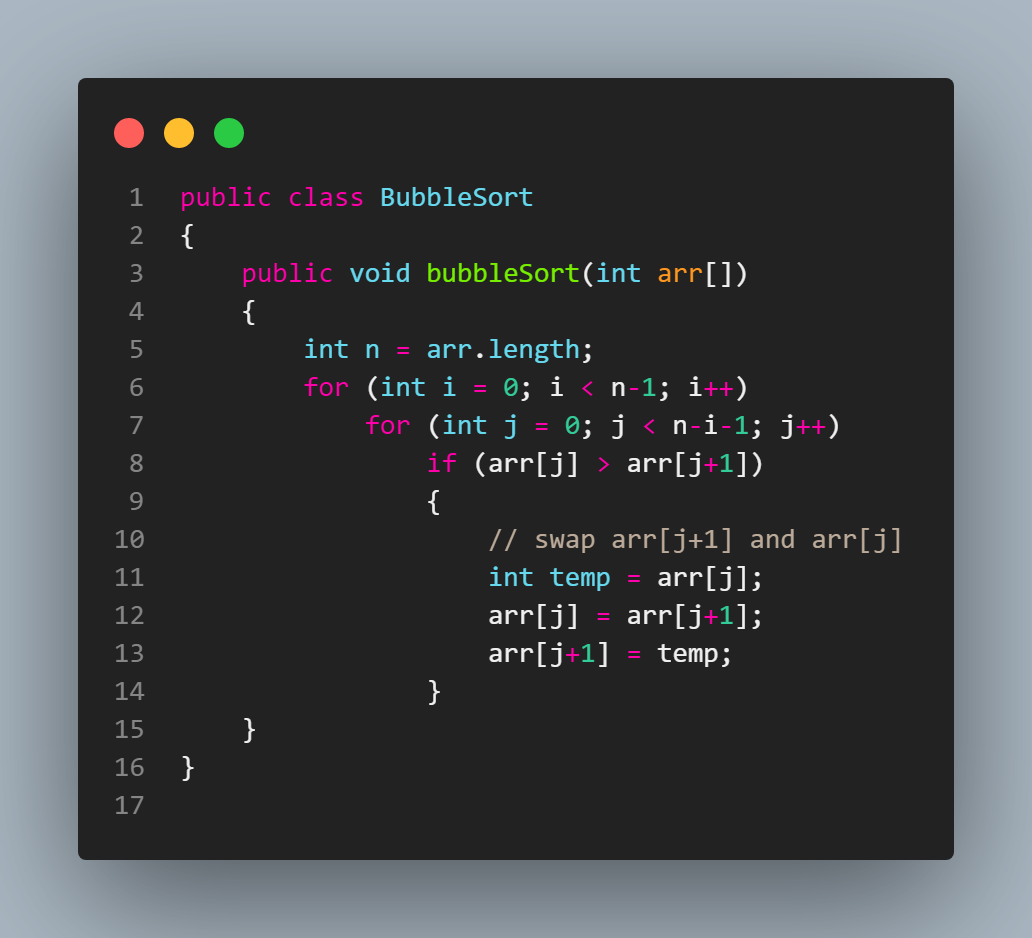 1 public class BubbleSort
2 {
3     public void bubbleSort(int arr[])
4     {
5         int n = arr.length;
6         for (int i = 0; i < n-1; i++)
7             for (int j = 0; j < n-i-1; j++)
8                 if (arr[j] > arr[j+1])
9                 {
10                     // swap arr[j+1] and arr[j]
11                     int temp = arr[j];
12                     arr[j] = arr[j+1];
13                     arr[j+1] = temp;
14                 }
15     }
16 }
17